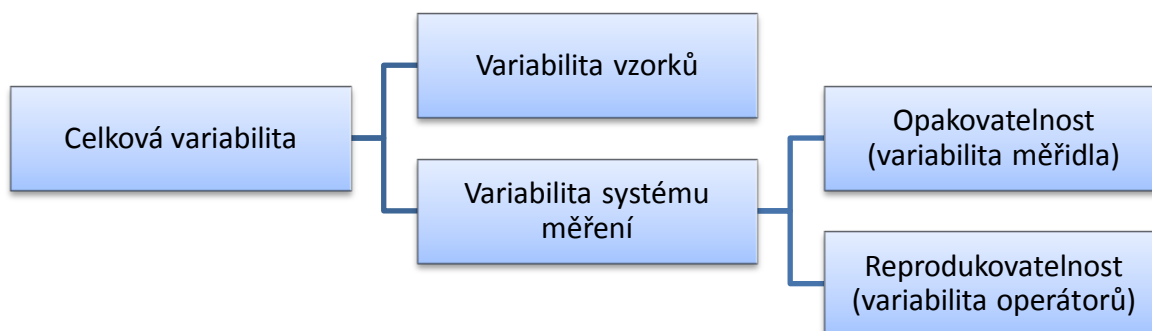 Celková variabilita
Variabilita vzorků
Variabilita systému
měření
Opakovatelnost
(variabilita měřidla)
Reprodukovatelnost
(variabilita operátorů)